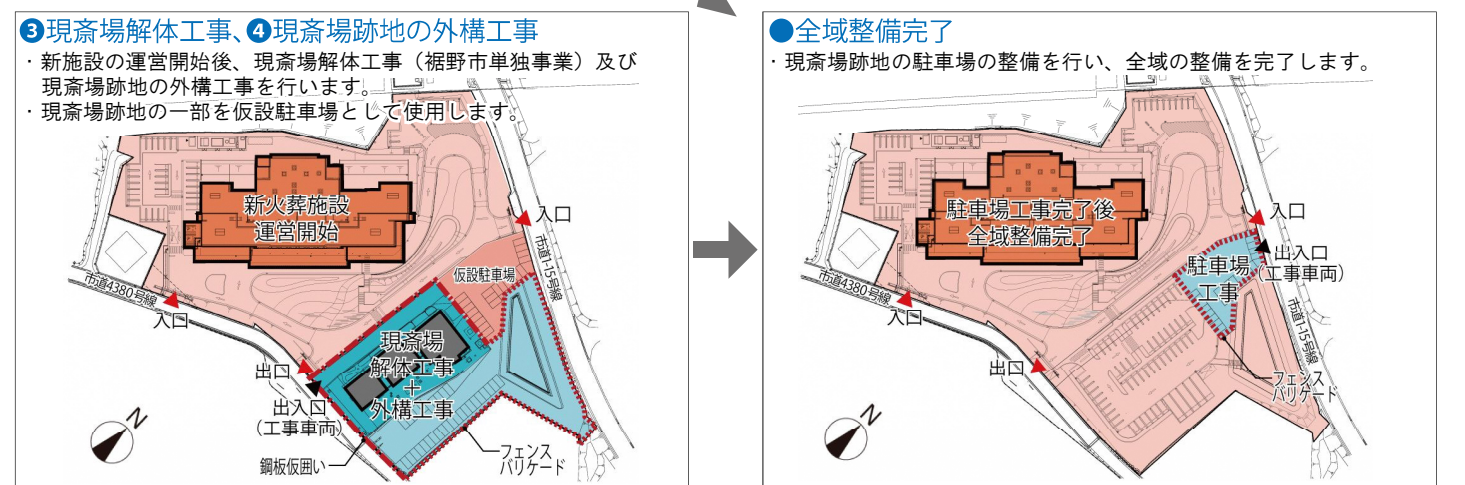 ❸現斎場解体工事、❹現斎場跡地の外構工事
・新施設の運営開始後、現斎場解体工事（裾野市単独事業）及び
現斎場跡地の外構工事を行います。
・現斎場跡地の一部を仮設駐車場として使用します。
新火葬施設
運営開始
入口
市道1-15号線
仮設駐車場
市道4380号線
入口
現斎場
解体工事
＋
外構工事
出口
出入口
（工事車両）
鋼板仮囲い
フェンス
バリケード
N
●全域整備完了
・現斎場跡地の駐車場の整備を行い、全域の整備を完了します。
駐車場工事完了後
全域整備完了
入口
出入口
（工事車両）
駐車場
工事
市道1-15号線
市道4380号線
入口
出口
フェンス
バリケード
N